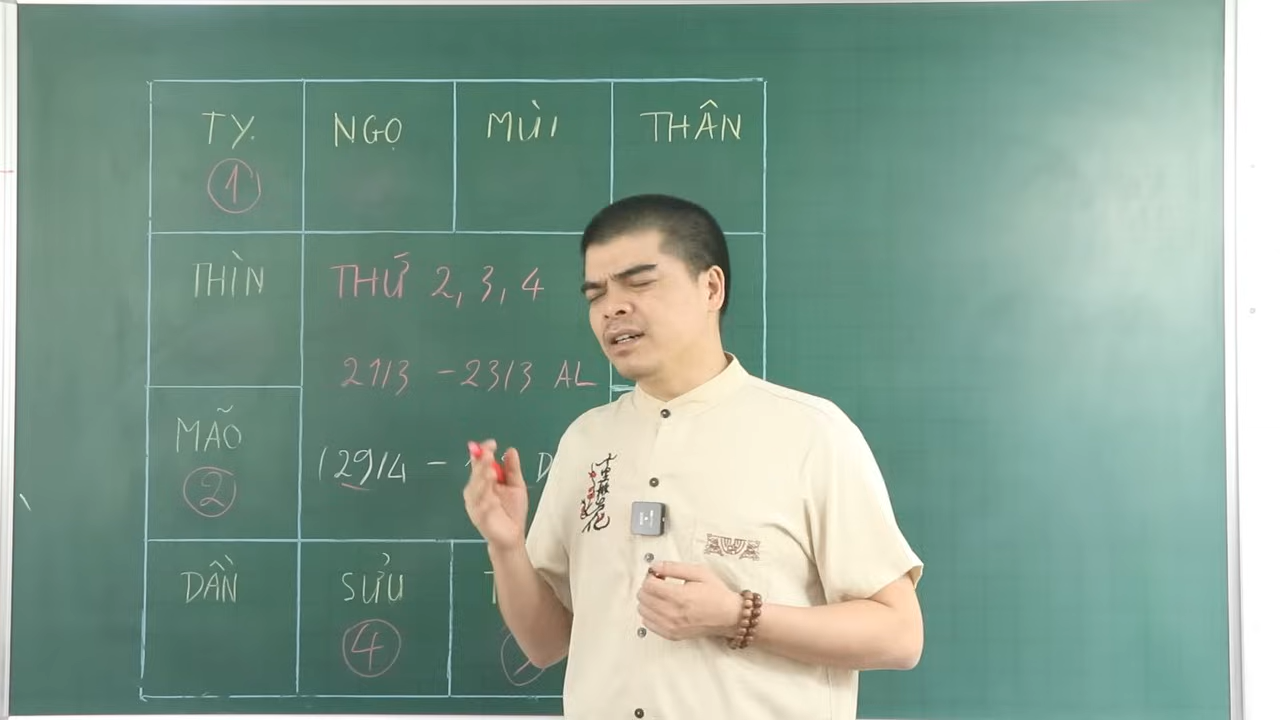 TỴ
NGỌ
MÙI
THÂN
1
THÌN
THỨ 2, 3, 4
21/3 - 23/3 AL
MÃO
2
(29/4 -
DẦN
SỬU
4